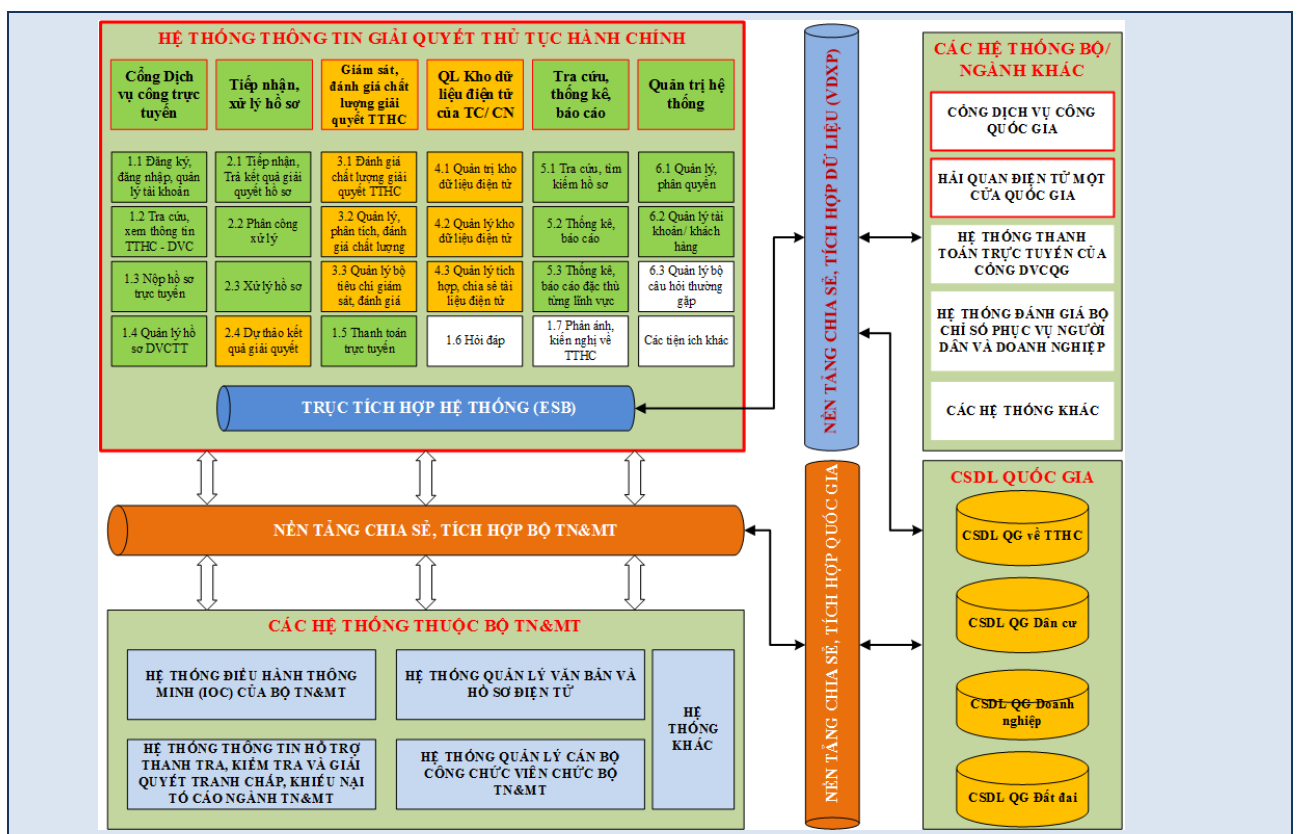 HỆ THỐNG THÔNG TIN GIẢI QUYẾT THỦ TỤC HÀNH CHÍNH
Cổng Dịch
vụ công trực
tuyến
Tiếp nhận,
xử lý hồ sơ
Giám sát,
đánh giá chất
lượng giải
quyết TTHC
QL Kho dữ
liệu điện tử
của TC/ CN
Tra cứu,
thống kê,
báo cáo
Quản trị hệ
thống
1.1 Đăng ký,
đăng nhập, quản
lý tài khoản
2.1 Tiếp nhận,
Trả kết quả giải
quyết hồ sơ
3.1 Đánh giá
chất lượng giải
quyết TTHC
4.1 Quản trị kho
dữ liệu điện tử
5.1 Tra cứu, tìm
kiếm hồ sơ
6.1 Quản lý,
phân quyền
1.2 Tra cứu,
xem thông tin
TTHC - DVC
2.2 Phân công
xử lý
3.2 Quản lý,
phân tích, đánh
giá chất lượng
4.2 Quản lý kho
dữ liệu điện tử
5.2 Thống kê,
báo cáo
6.2 Quản lý tài
khoản/ khách
hàng
1.3 Nộp hồ sơ
trực tuyến
2.3 Xử lý hồ sơ
3.3 Quản lý bộ
tiêu chí giám
sát, đánh giá
4.3 Quản lý tích
hợp, chia sẻ tài
liệu điện tử
5.3 Thống kê,
báo cáo đặc thù
từng lĩnh vực
6.3 Quản lý bộ
câu hỏi thường
gặp
1.4 Quản lý hồ
sơ DVCTT
2.4 Dự thảo kết
quả giải quyết
1.5 Thanh toán
trực tuyến
1.6 Hỏi đáp
1.7 Phản ánh,
kiến nghị về
TTHC
Các tiện ích khác
TRỤC TÍCH HỢP HỆ THỐNG (ESB)
NỀN TẢNG CHIA SẺ, TÍCH HỢP DỮ LIỆU (VDXP)
CÁC HỆ THỐNG BỘ/
NGÀNH KHÁC
CỔNG DỊCH VỤ CÔNG
QUỐC GIA
HẢI QUAN ĐIỆN TỬ MỘT
CỬA QUỐC GIA
HỆ THỐNG THANH
TOÁN TRỰC TUYẾN CỦA
CỔNG DVCQG
HỆ THỐNG ĐÁNH GIÁ BỘ
CHỈ SỐ PHỤC VỤ NGƯỜI
DÂN VÀ DOANH NGHIỆP
CÁC HỆ THỐNG KHÁC
NỀN TẢNG CHIA SẺ, TÍCH HỢP BỘ TN&MT
NỀN TẢNG CHIA SẺ, TÍCH HỢP QUỐC GIA
CSDL QUỐC GIA
CSDL QG về TTHC
CSDL QG Dân cư
CSDL QG Doanh
nghiệp
CSDL QG Đất đai
CÁC HỆ THỐNG THUỘC BỘ TN&MT
HỆ THỐNG ĐIỀU HÀNH THÔNG
MINH (IOC) CỦA BỘ TN&MT
HỆ THỐNG QUẢN LÝ VĂN BẢN VÀ
HỒ SƠ ĐIỆN TỬ
HỆ
THỐNG
KHÁC
HỆ THỐNG THÔNG TIN HỖ TRỢ
THANH TRA, KIỂM TRA VÀ GIẢI
QUYẾT TRANH CHẤP, KHIẾU NẠI
TỐ CÁO NGÀNH TN&MT
HỆ THỐNG QUẢN LÝ CÁN BỘ
CÔNG CHỨC VIÊN CHỨC BỘ
TN&MT